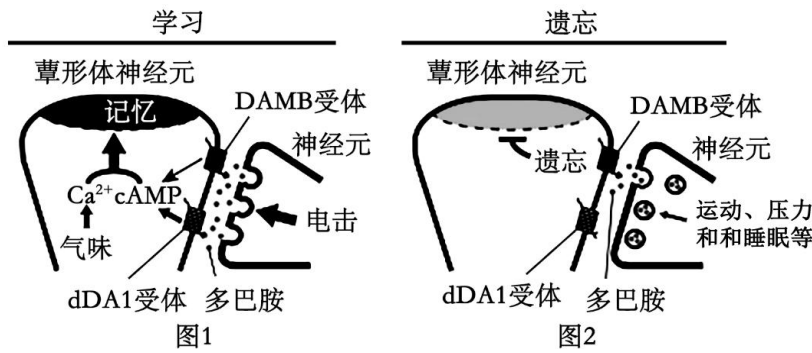 学习
蕈形体神经元
记忆
DAMB受体
神经元
Ca²⁺cAMP
气味
电击
dDA1受体
多巴胺
图1
遗忘
蕈形体神经元
DAMB受体
神经元
遗忘
运动、压力
和和睡眠等
dDA1受体
多巴胺
图2